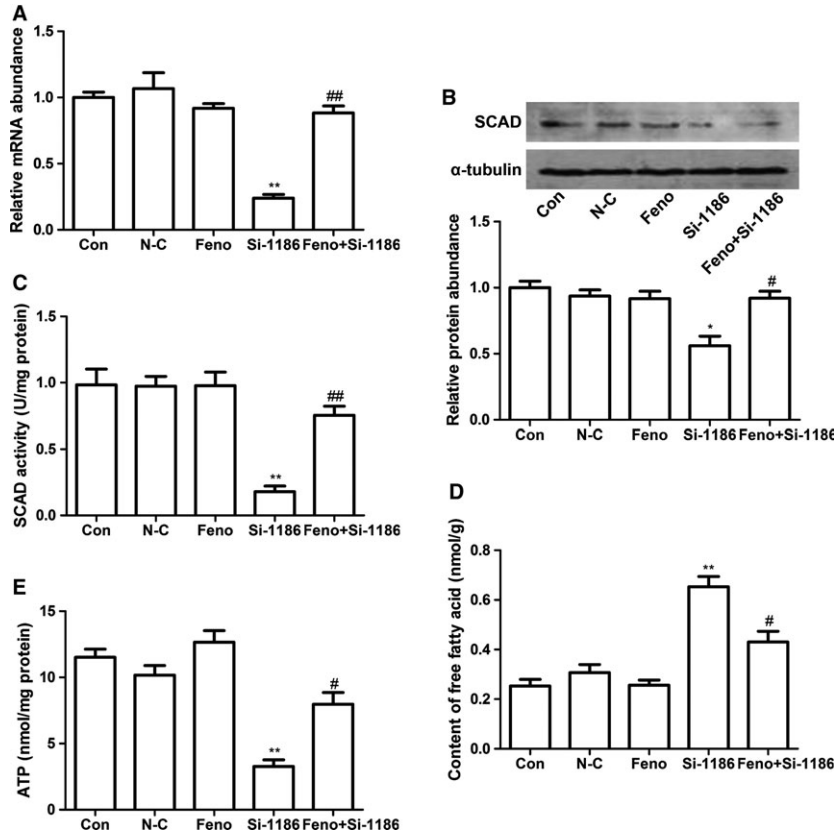 A
Relative mRNA abundance
1.5
1.0
0.5
0.0
##
**
Con N-C Feno Si-1186 Feno+Si-1186
B
SCAD
α-tubulin
Con N-C Feno Si-1186 Feno+Si-1186
Relative protein abundance
1.5
1.0
0.5
0.0
#
*
Con N-C Feno Si-1186 Feno+Si-1186
C
SCAD activity (U/mg protein)
1.5
1.0
0.5
0.0
##
**
Con N-C Feno Si-1186 Feno+Si-1186
D
Content of free fatty acid (nmol/g)
0.8
0.6
0.4
0.2
0.0
**
#
Con N-C Feno Si-1186 Feno+Si-1186
E
ATP (nmol/mg protein)
15
10
5
0
#
**
Con N-C Feno Si-1186 Feno+Si-1186